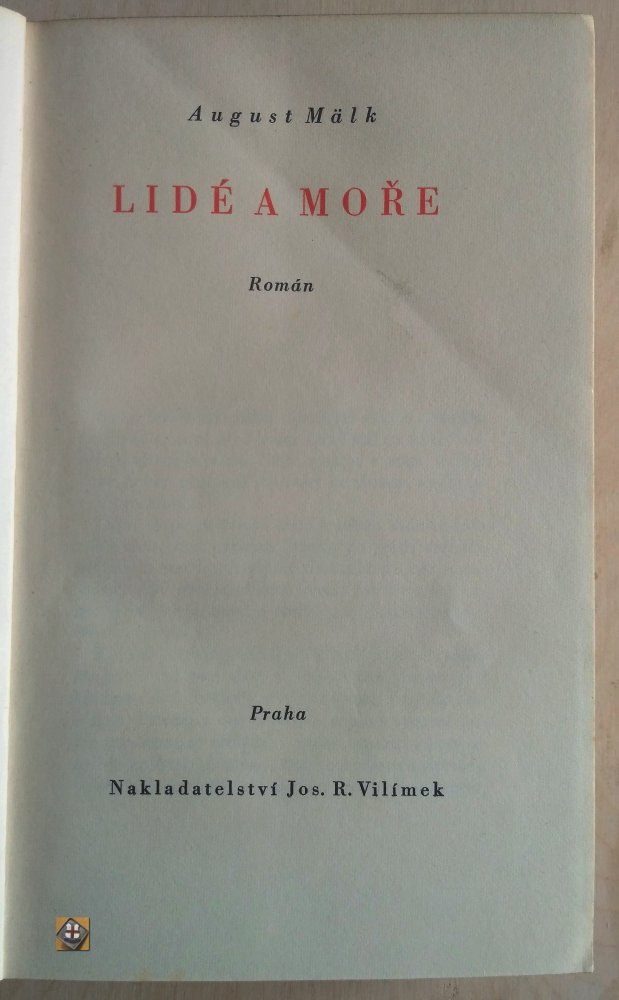 August Mälk
LIDÉ A MOŘE
Román
Praha
Nakladatelství Jos. R. Vilímek